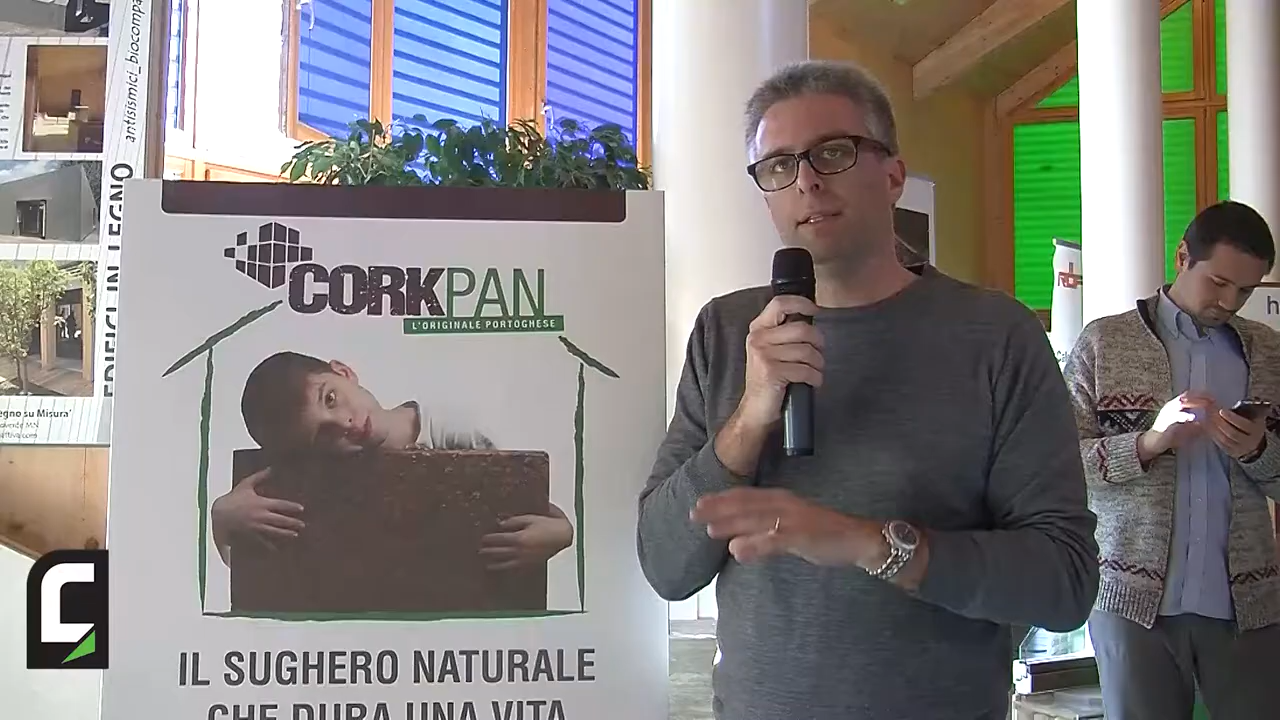 antisismici_biocompa
EDIFICI IN LEGNO
egno su Misura'
CORKPAN
L'ORIGINALE PORTOGHESE
IL SUGHERO NATURALE
CHE DURA UNA VITA